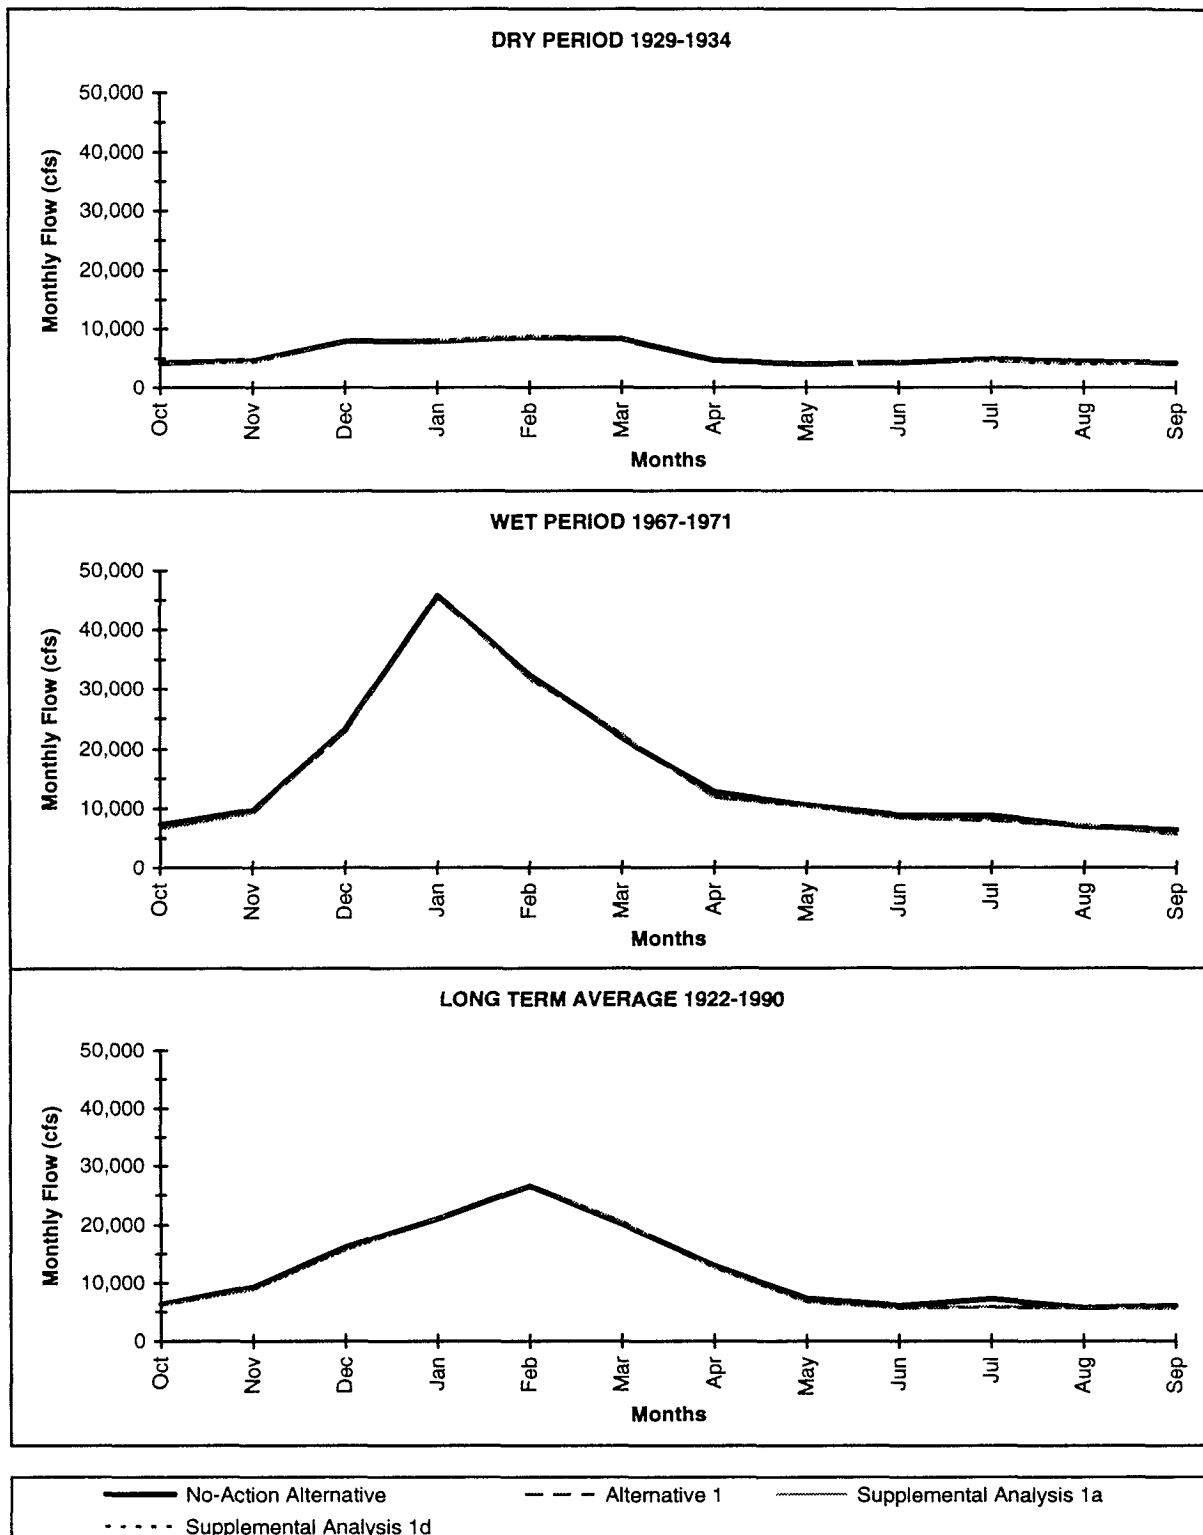 DRY PERIOD 1929-1934
50,000
40,000
30,000
20,000
10,000
0
Monthly Flow (cfs)
Oct Nov Dec Jan Feb Mar Apr May Jun Jul Aug Sep
Months
WET PERIOD 1967-1971
50,000
40,000
30,000
20,000
10,000
0
Monthly Flow (cfs)
Oct Nov Dec Jan Feb Mar Apr May Jun Jul Aug Sep
Months
LONG TERM AVERAGE 1922-1990
50,000
40,000
30,000
20,000
10,000
0
Monthly Flow (cfs)
Oct Nov Dec Jan Feb Mar Apr May Jun Jul Aug Sep
Months
No-Action Alternative Alternative 1 Supplemental Analysis 1a
Supplemental Analysis 1d